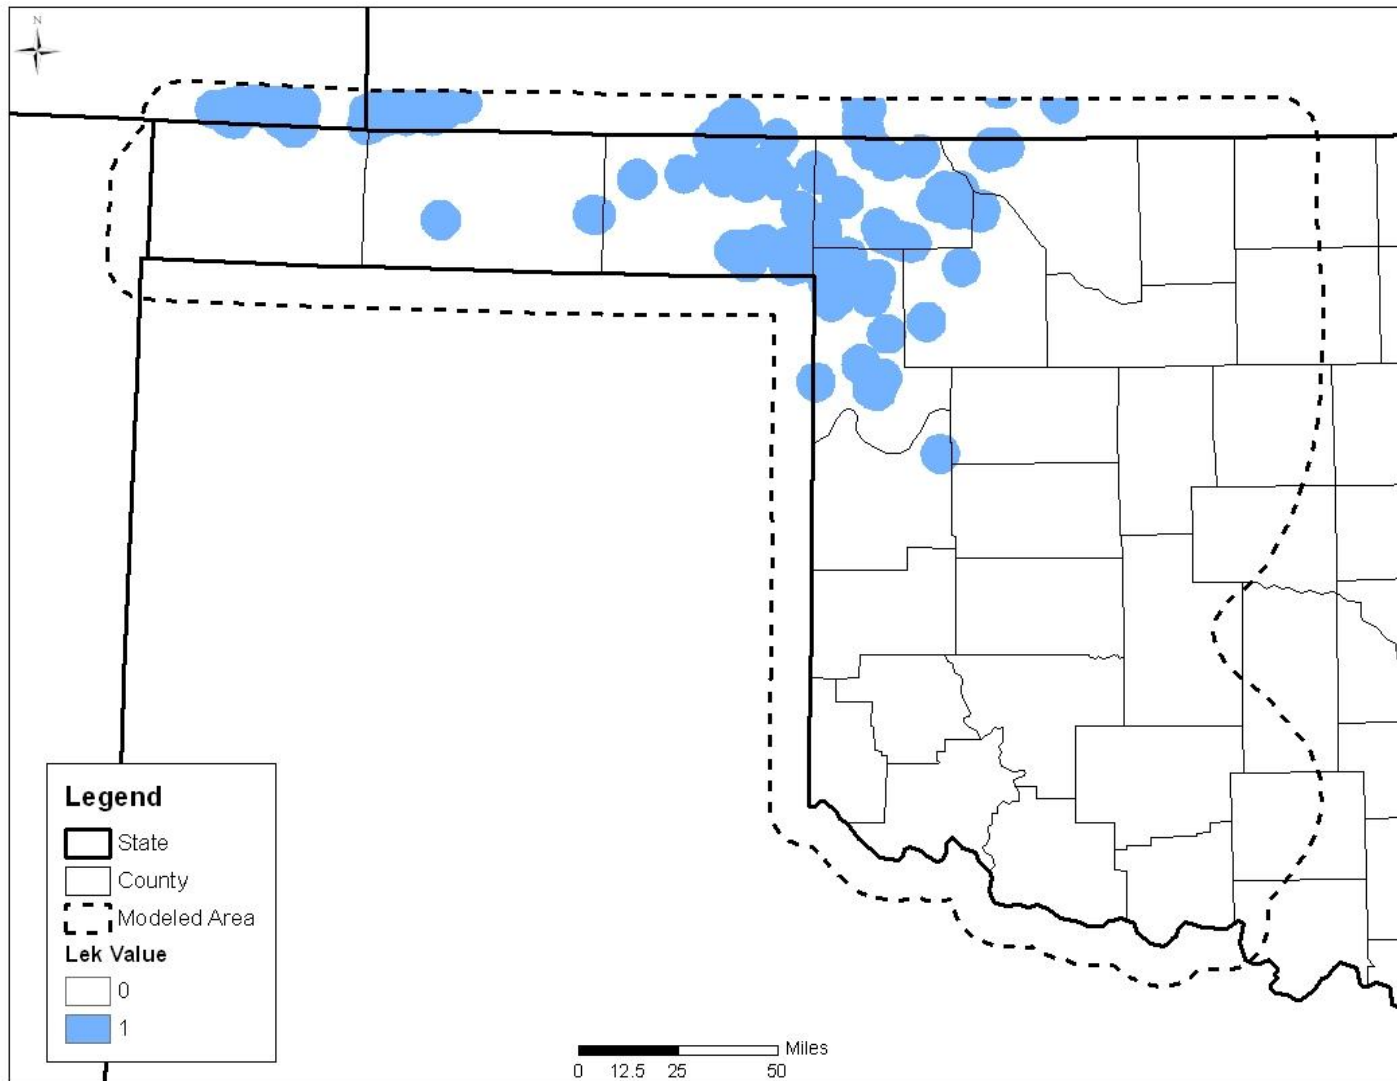 N
Legend
State
County
Modeled Area
Lek Value
0
1
Miles
0 12.5 25 50